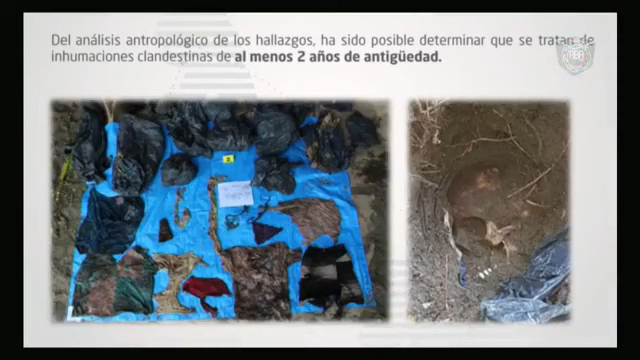 Del análisis antropológico de los hallazgos, ha sido posible determinar que se tratan de
inhumaciones clandestinas de al menos 2 años de antigüedad.